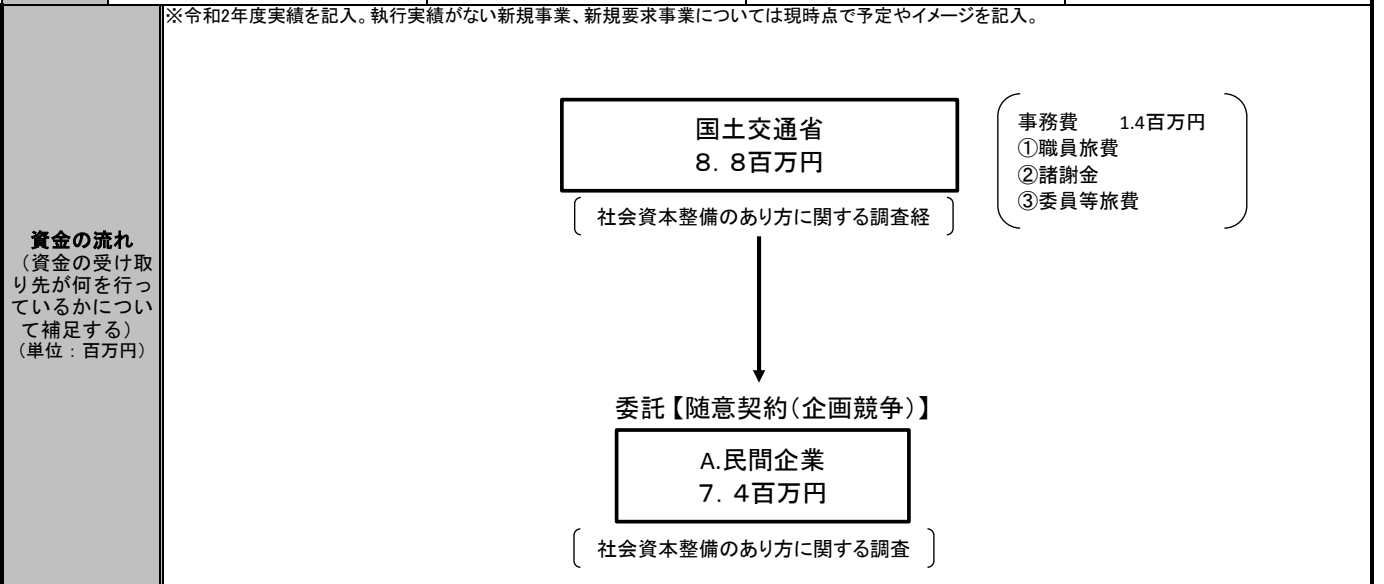 ※令和2年度実績を記入。執行実績がない新規事業、新規要求事業については現時点で予定やイメージを記入。
資金の流れ
（資金の受け取
り先が何を行っ
ているかについ
て補足する）
（単位：百万円）
国土交通省
８．８百万円
事務費　　1.4百万円
①職員旅費
②諸謝金
③委員等旅費
社会資本整備のあり方に関する調査経
委託【随意契約（企画競争）】
A.民間企業
７．４百万円
社会資本整備のあり方に関する調査